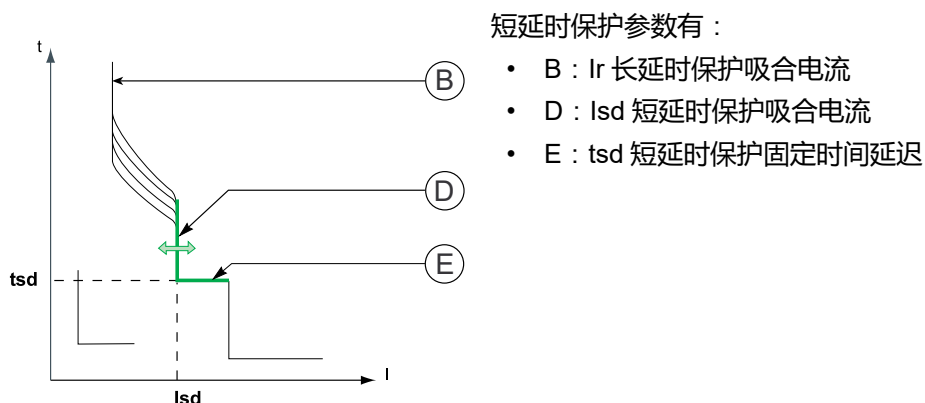 短延时保护参数有：
• B：Ir 长延时保护吸合电流
• D：Isd 短延时保护吸合电流
• E：tsd 短延时保护固定时间延迟
t
B
D
E
tsd
I
Isd